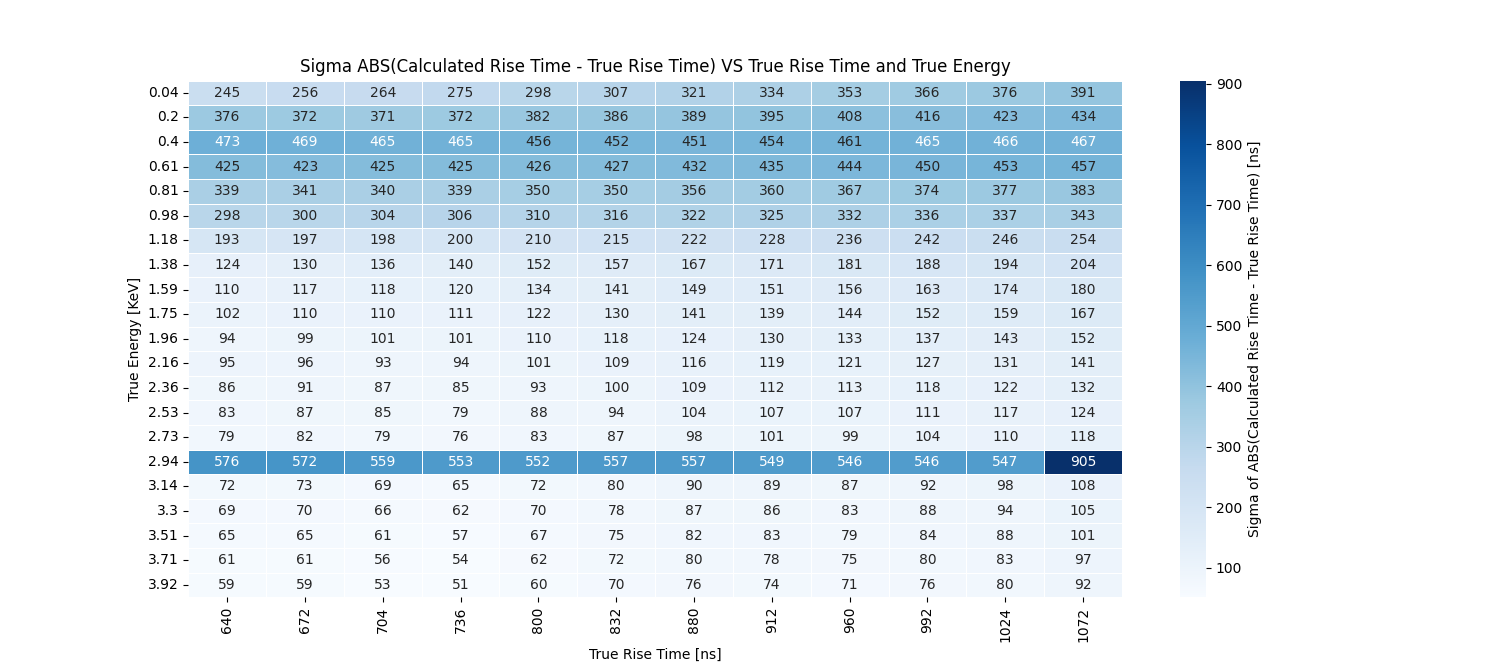 Sigma ABS(Calculated Rise Time - True Rise Time) VS True Rise Time and True Energy
0.04 245 256 264 275 298 307 321 334 353 366 376 391
0.2 376 372 371 372 382 386 389 395 408 416 423 434
0.4 473 469 465 465 456 452 451 454 461 465 466 467
0.61 425 423 425 425 426 427 432 435 444 450 453 457
0.81 339 341 340 339 350 350 356 360 367 374 377 383
0.98 298 300 304 306 310 316 322 325 332 336 337 343
1.18 193 197 198 200 210 215 222 228 236 242 246 254
1.38 124 130 136 140 152 157 167 171 181 188 194 204
1.59 110 117 118 120 134 141 149 151 156 163 174 180
1.75 102 110 110 111 122 130 141 139 144 152 159 167
1.96 94 99 101 101 110 118 124 130 133 137 143 152
2.16 95 96 93 94 101 109 116 119 121 127 131 141
2.36 86 91 87 85 93 100 109 112 113 118 122 132
2.53 83 87 85 79 88 94 104 107 107 111 117 124
2.73 79 82 79 76 83 87 98 101 99 104 110 118
2.94 576 572 559 553 552 557 557 549 546 546 547 905
3.14 72 73 69 65 72 80 90 89 87 92 98 108
3.3 69 70 66 62 70 78 87 86 83 88 94 105
3.51 65 65 61 57 67 75 82 83 79 84 88 101
3.71 61 61 56 54 62 72 80 78 75 80 83 97
3.92 59 59 53 51 60 70 76 74 71 76 80 92
640 672 704 736 800 832 880 912 960 992 1024 1072
True Rise Time [ns]
True Energy [KeV]
900
800
700
600
500
400
300
200
100
Sigma of ABS(Calculated Rise Time - True Rise Time) [ns]